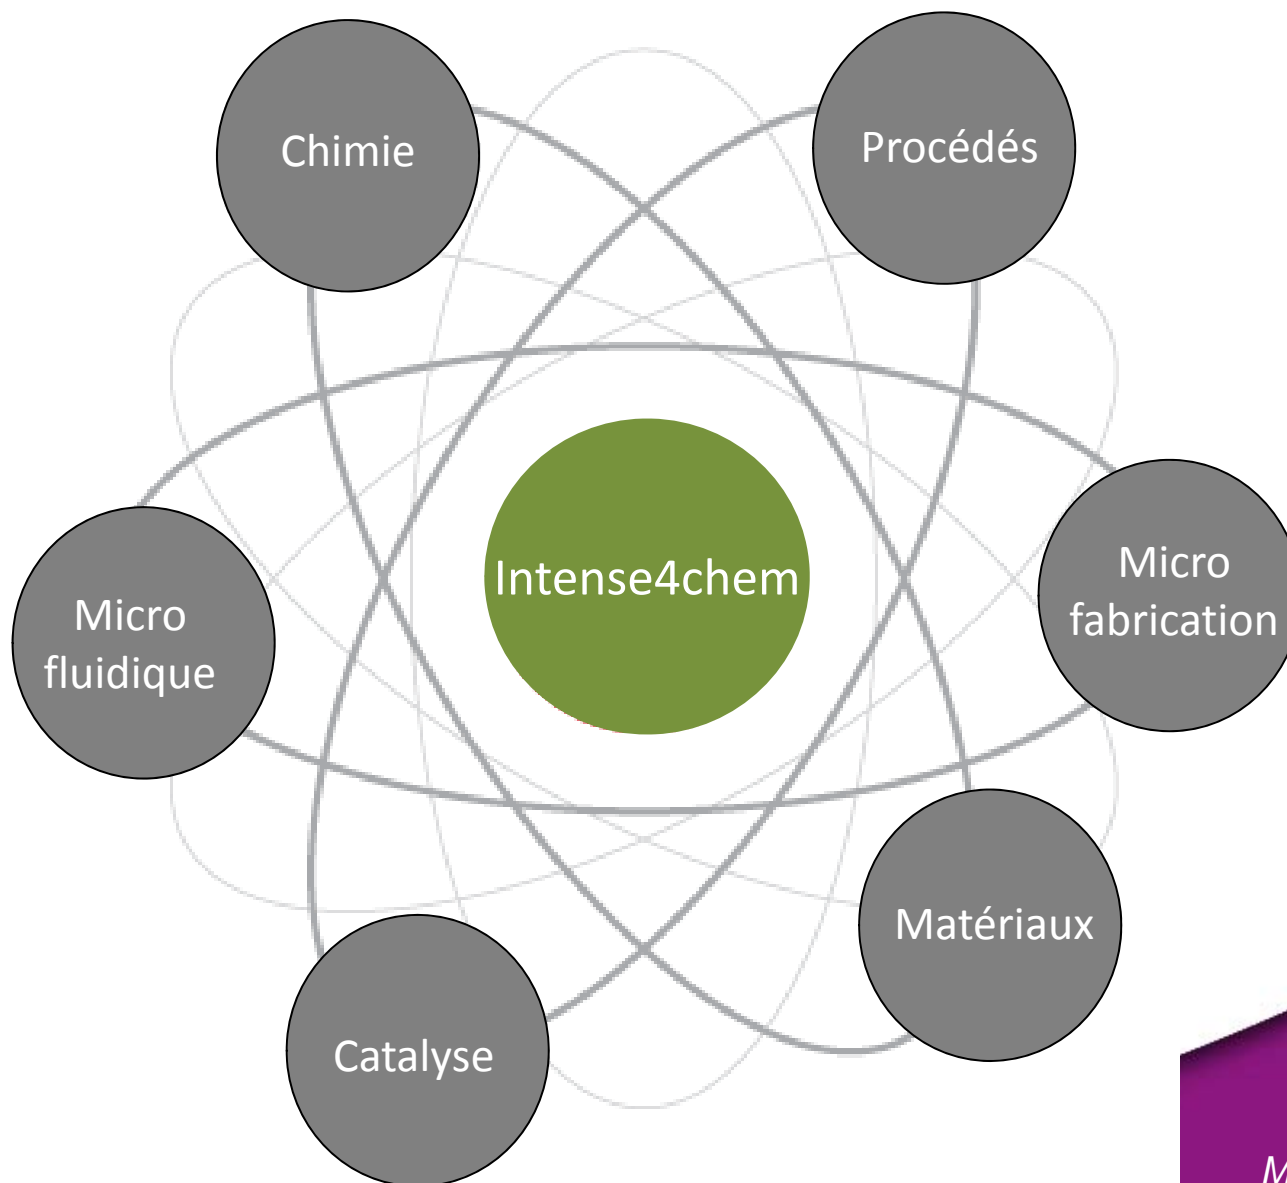 Chimie
Procédés
Intense4chem
Micro
fabrication
Micro
fluidique
Matériaux
Catalyse